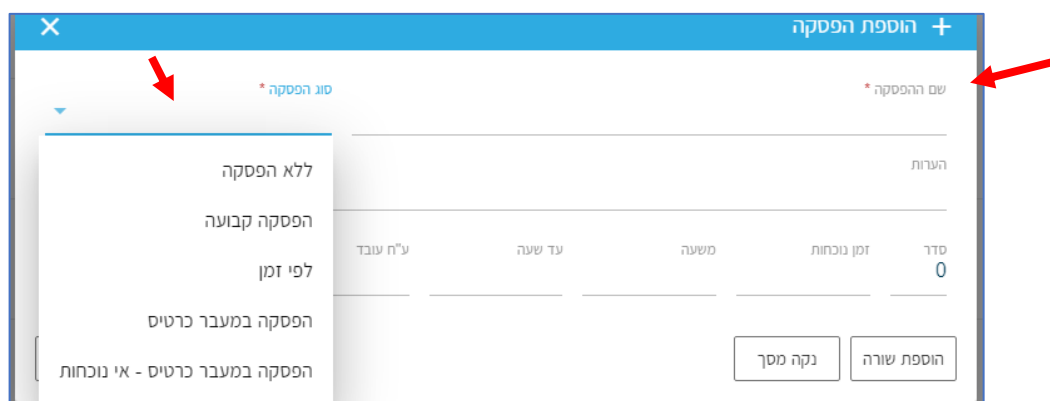 + הוספת הפסקה ×
שם ההפסקה * סוג הפסקה *
הערות
ללא הפסקה
הפסקה קבועה
סדר זמן נוכחות משעה עד שעה ע"ח עובד
0
לפי זמן
הפסקה במעבר כרטיס
הוספת שורה נקה מסך
הפסקה במעבר כרטיס - אי נוכחות